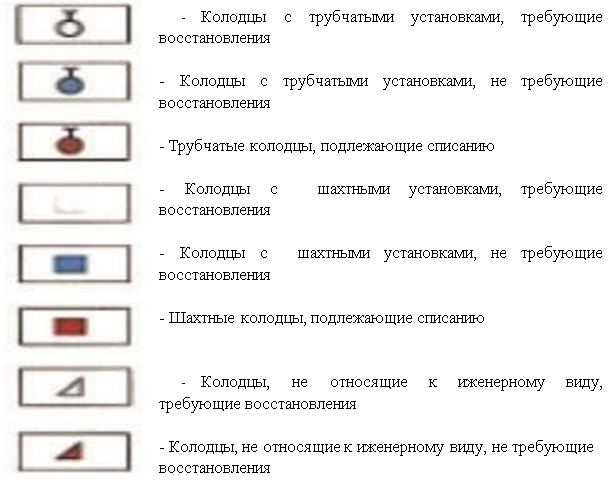 - Колодцы с трубчатыми установками, требующие
восстановления
- Колодцы с трубчатыми установками, не требующие
восстановления
- Трубчатые колодцы, подлежающие списанию
- Колодцы с шахтными установками, требующие
восстановления
- Колодцы с шахтными установками, не требующие
восстановления
- Шахтные колодцы, подлежающие списанию
- Колодцы, не относящие к иженерному виду,
требующие восстановления
- Колодцы, не относящие к иженерному виду, не требующие
восстановления